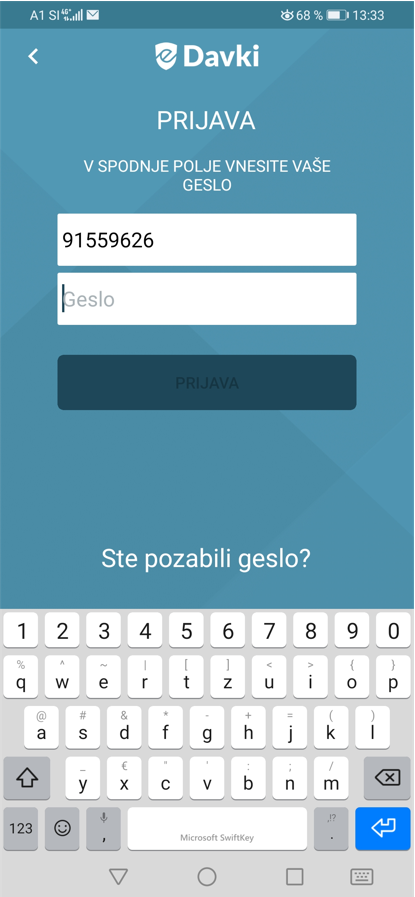 A1 SI 4G+ 68 % 13:33
Davki
PRIJAVA
V SPODNJE POLJE VNESITE VAŠE
GESLO
91559626
Geslo
PRIJAVA
Ste pozabili geslo?
1 2 3 4 5 6 7 8 9 0
% ^ ~ | [ ] < > { }
q w e r t z u i o p
@ # & * - + = ( )
a s d f g h j k l
_ € " ' : ; /
y x c v b n m
123 , Microsoft SwiftKey ,!? .